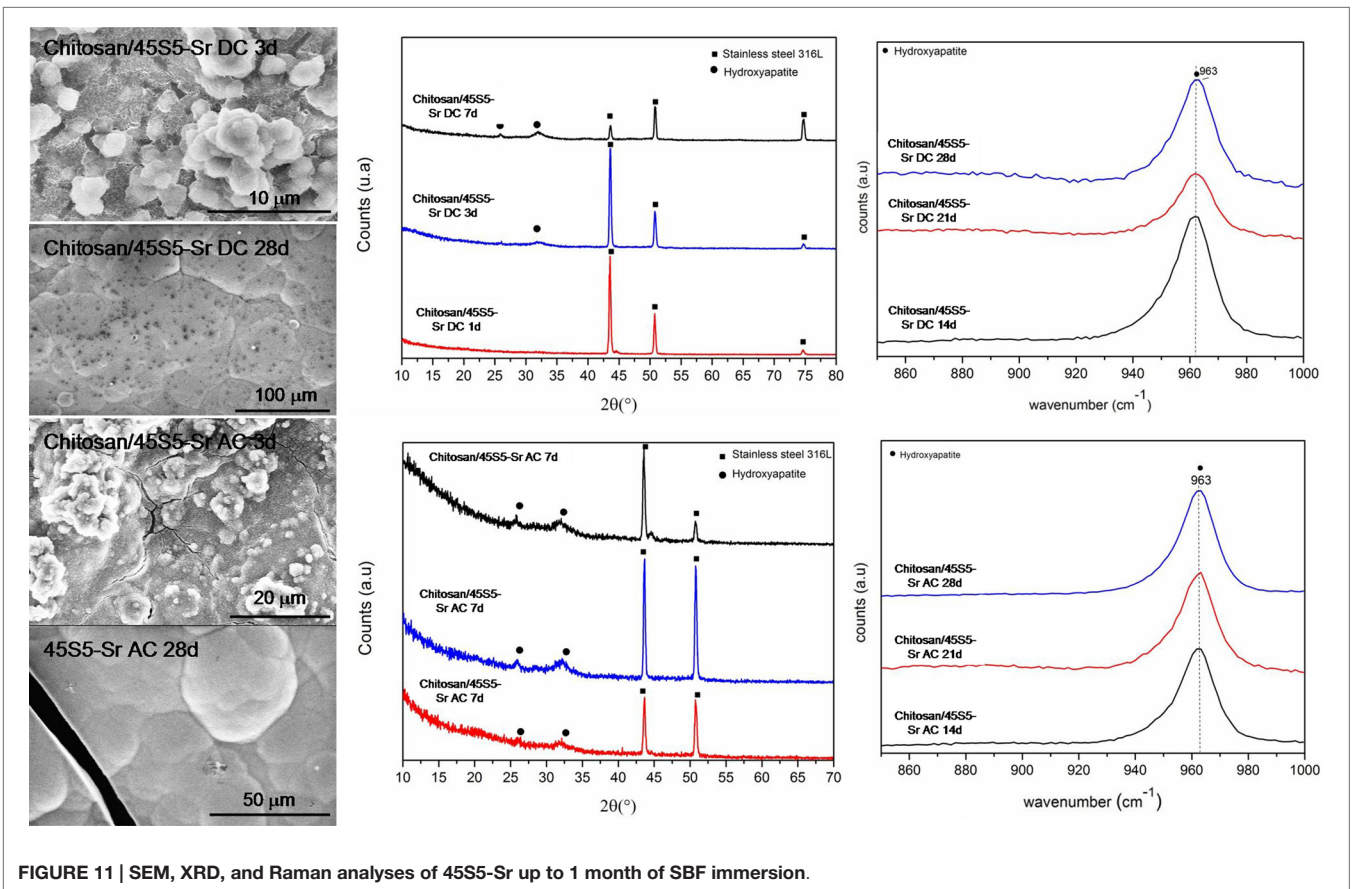 Chitosan/45S5-Sr DC 3d
10 μm
Chitosan/45S5-Sr DC 28d
100 μm
Chitosan/45S5-Sr AC 3d
20 μm
45S5-Sr AC 28d
50 μm
Counts (u.a)
■ Stainless steel 316L
● Hydroxyapatite
Chitosan/45S5-
Sr DC 7d
Chitosan/45S5-
Sr DC 3d
Chitosan/45S5-
Sr DC 1d
10 15 20 25 30 35 40 45 50 55 60 65 70 75 80
2θ(°)
counts (a.u)
● Hydroxyapatite
963
Chitosan/45S5-
Sr DC 28d
Chitosan/45S5-
Sr DC 21d
Chitosan/45S5-
Sr DC 14d
860 880 900 920 940 960 980 1000
wavenumber (cm⁻¹)
Counts (a.u)
Chitosan/45S5-Sr AC 7d
■ Stainless steel 316L
● Hydroxyapatite
Chitosan/45S5-
Sr AC 7d
Chitosan/45S5-
Sr AC 7d
10 15 20 25 30 35 40 45 50 55 60 65 70
2θ(°)
counts (a.u)
● Hydroxyapatite
963
Chitosan/45S5-
Sr AC 28d
Chitosan/45S5-
Sr AC 21d
Chitosan/45S5-
Sr AC 14d
860 880 900 920 940 960 980 1000
wavenumber (cm⁻¹)
FIGURE 11 | SEM, XRD, and Raman analyses of 45S5-Sr up to 1 month of SBF immersion.